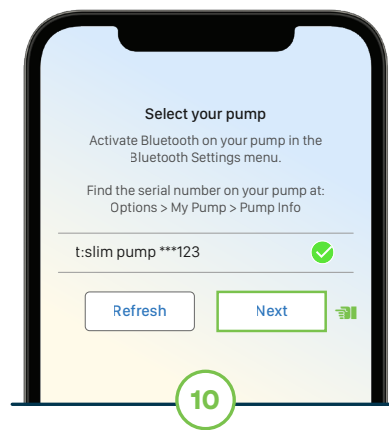 Select your pump
Activate Bluetooth on your pump in the
Bluetooth Settings menu.
Find the serial number on your pump at:
Options > My Pump > Pump Info
t:slim pump ***123
Refresh
Next
10